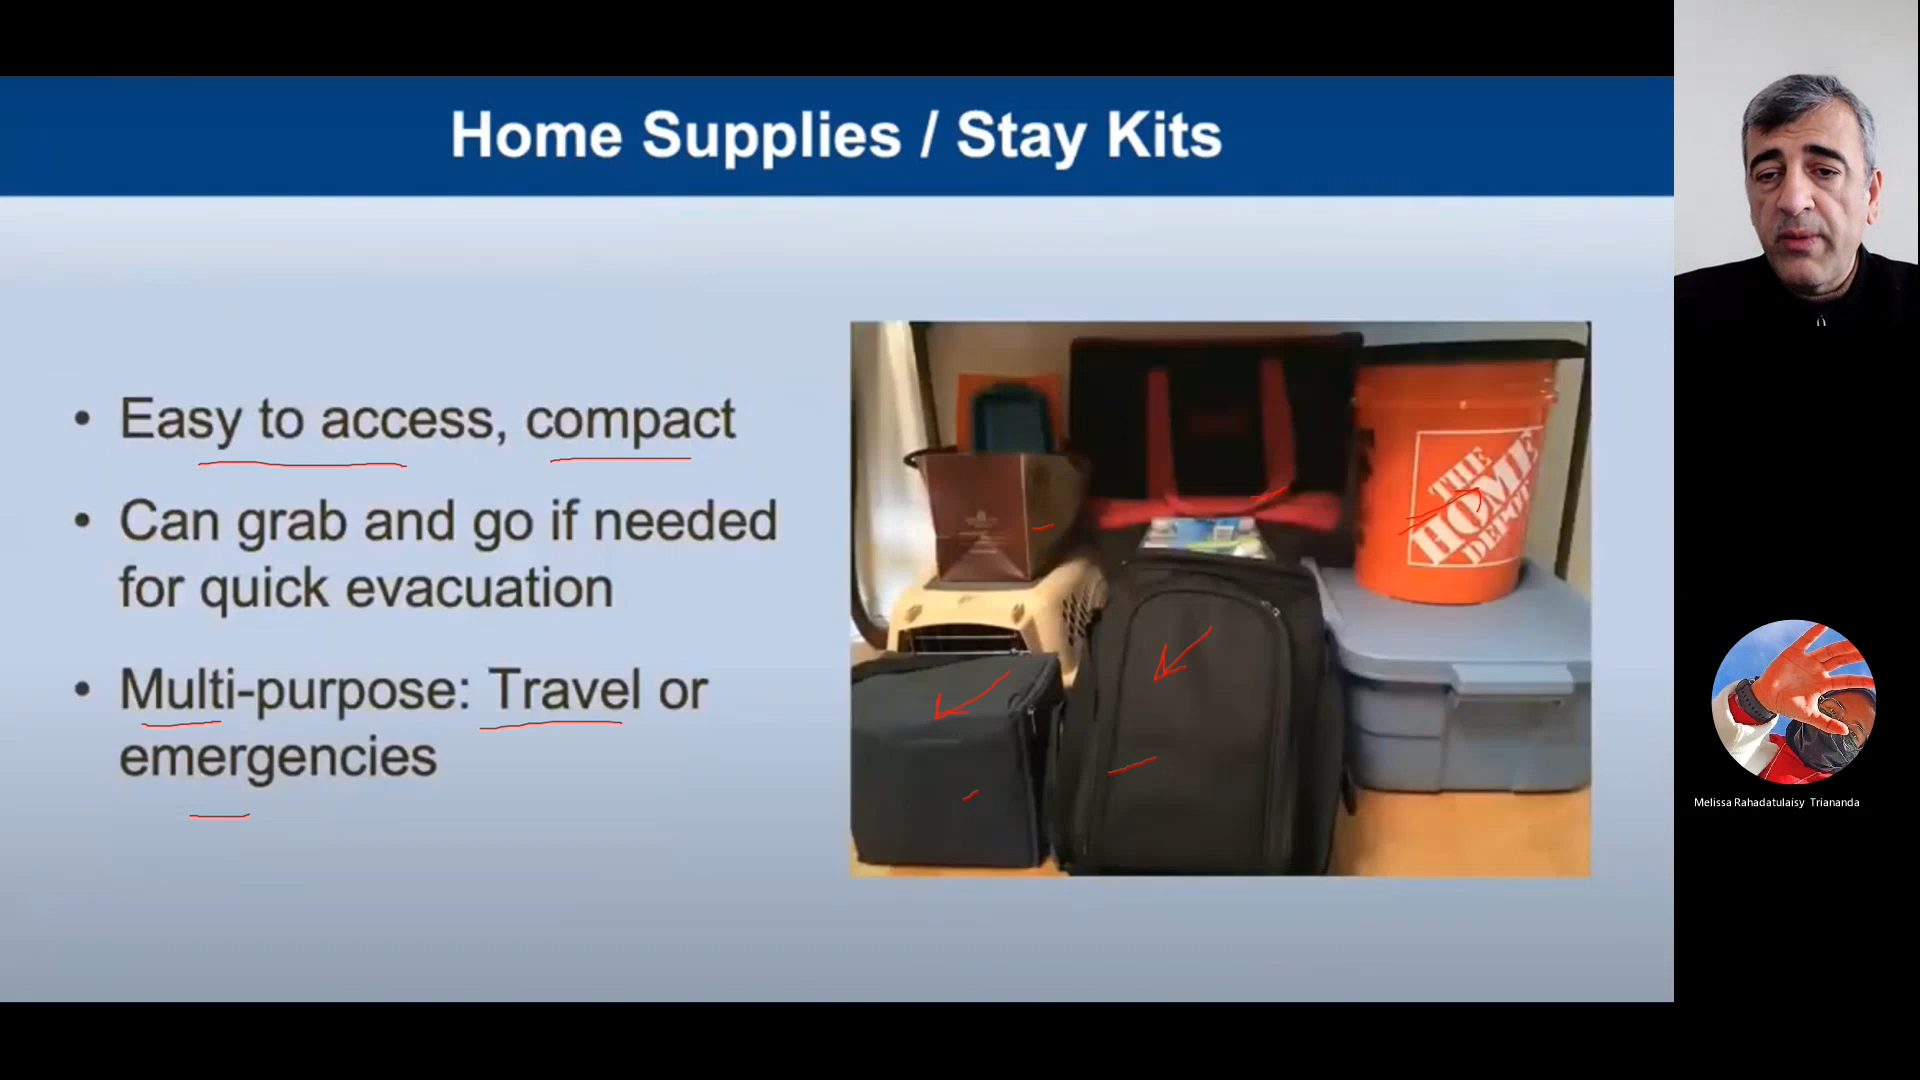 Home Supplies / Stay Kits
• Easy to access, compact
• Can grab and go if needed
for quick evacuation
• Multi-purpose: Travel or
emergencies
THE
HOME
DEPOT
Melissa Rahadatulaisy Triananda